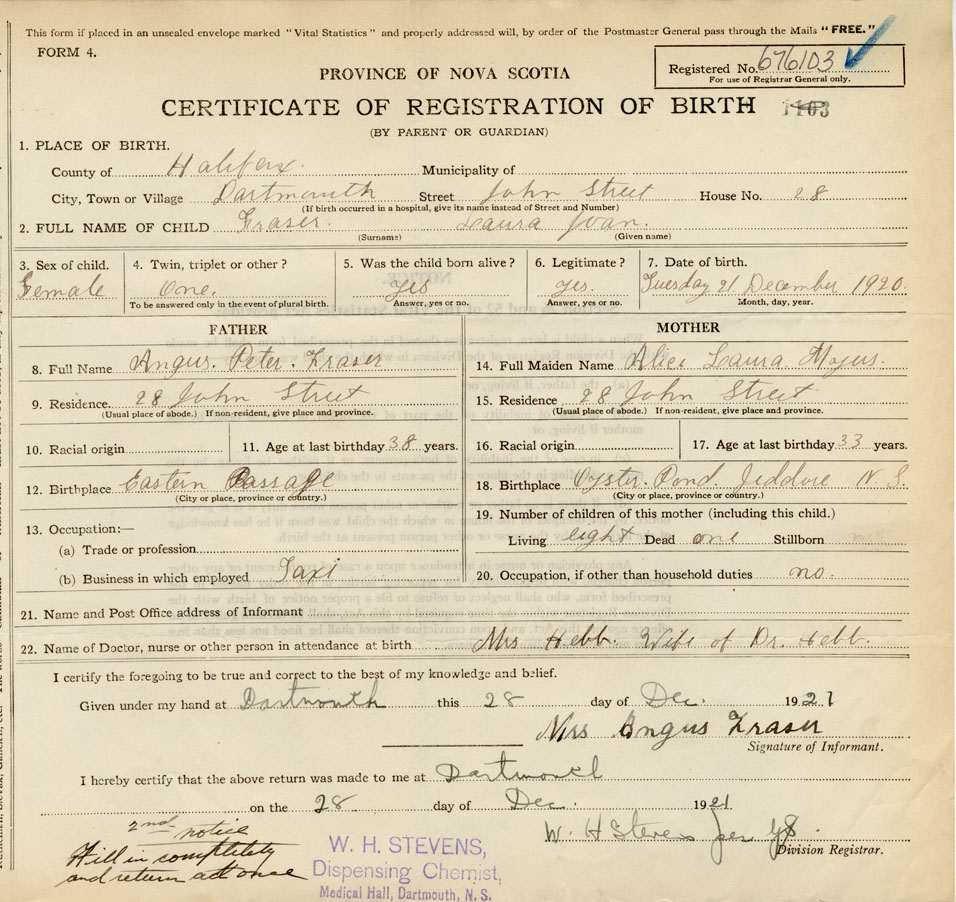 This form if placed in an unsealed envelope marked "Vital Statistics" and properly addressed will, by order of the Postmaster General pass through the Mails "FREE."
FORM 4.
Registered No. 676103
For use of Registrar General only.
PROVINCE OF NOVA SCOTIA
CERTIFICATE OF REGISTRATION OF BIRTH 1103
(BY PARENT OR GUARDIAN)
1. PLACE OF BIRTH.
County of Halifax. Municipality of
City, Town or Village Dartmouth Street John Street House No. 28
(If birth occurred in a hospital, give its name instead of Street and Number)
2. FULL NAME OF CHILD Fraser. Laura Joan.
(Surname) (Given name)
3. Sex of child. 4. Twin, triplet or other? 5. Was the child born alive? 6. Legitimate? 7. Date of birth.
Female One. yes yes. Tuesday 21 December 1920.
To be answered only in the event of plural birth. Answer, yes or no. Answer, yes or no. Month, day, year.
FATHER
8. Full Name Angus. Peter. Fraser
9. Residence. 28 John Street
(Usual place of abode.) If non-resident, give place and province.
10. Racial origin 11. Age at last birthday 38 years.
12. Birthplace Eastern Passage
(City or place, province or country.)
13. Occupation:—
(a) Trade or profession
(b) Business in which employed Taxi
MOTHER
14. Full Maiden Name Alice Laura
15. Residence 28 John Street
(Usual place of abode.) If non-resident, give place and province.
16. Racial origin 17. Age at last birthday 33 years.
18. Birthplace Oyster. Pond. Jeddore N.S.
(City or place, province or country.)
19. Number of children of this mother (including this child.)
Living eight Dead one Stillborn
20. Occupation, if other than household duties no.
21. Name and Post Office address of Informant
22. Name of Doctor, nurse or other person in attendance at birth Mrs Hebb. Wife of Dr. Hebb.
I certify the foregoing to be true and correct to the best of my knowledge and belief.
Given under my hand at Dartmouth this 28 day of Dec. 1921
Mrs Angus Fraser
Signature of Informant.
I hereby certify that the above return was made to me at Dartmouth
on the 28 day of Dec. 1921
W. H Stevens per
Division Registrar.
2nd notice
Fill in completely
and return at once
W. H. STEVENS,
Dispensing Chemist,
Medical Hall, Dartmouth, N. S.